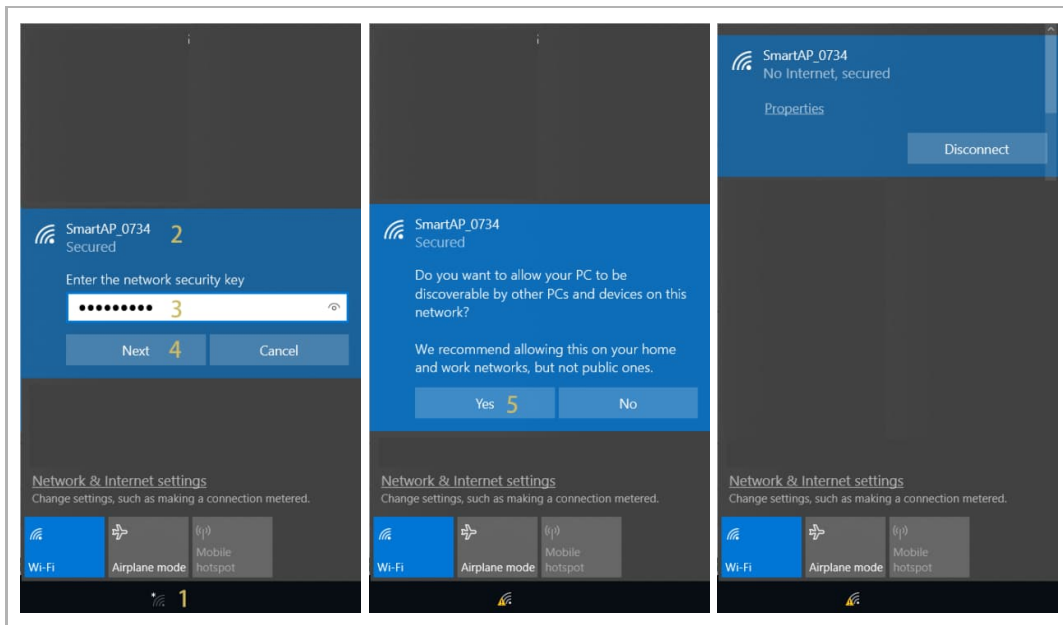 SmartAP_0734
2
Secured
Enter the network security key
3
Next 4 Cancel
Network & Internet settings
Change settings, such as making a connection metered.
Wi-Fi
Airplane mode
Mobile
hotspot
1
SmartAP_0734
Secured
Do you want to allow your PC to be
discoverable by other PCs and devices on this
network?
We recommend allowing this on your home
and work networks, but not public ones.
Yes 5 No
Network & Internet settings
Change settings, such as making a connection metered.
Wi-Fi
Airplane mode
Mobile
hotspot
SmartAP_0734
No Internet, secured
Properties
Disconnect
Network & Internet settings
Change settings, such as making a connection metered.
Wi-Fi
Airplane mode
Mobile
hotspot